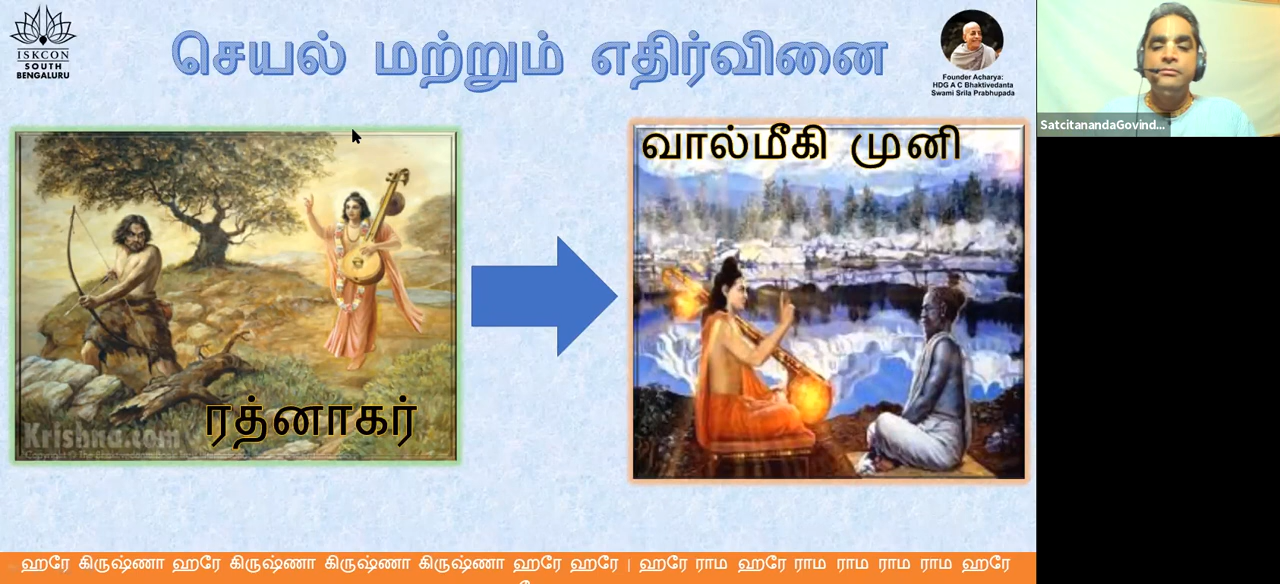 ISKCON
SOUTH
BENGALURU
செயல் மற்றும் எதிர்வினை
Founder Acharya:
HDG A C Bhaktivedanta
Swami Srila Prabhupada
SatcitanandaGovind...
ரத்னாகர்
Krishna.com
வால்மீகி முனி
ஹரே கிருஷ்ணா ஹரே கிருஷ்ணா கிருஷ்ணா கிருஷ்ணா ஹரே ஹரே | ஹரே ராம ஹரே ராம ராம ராம ராம ஹரே